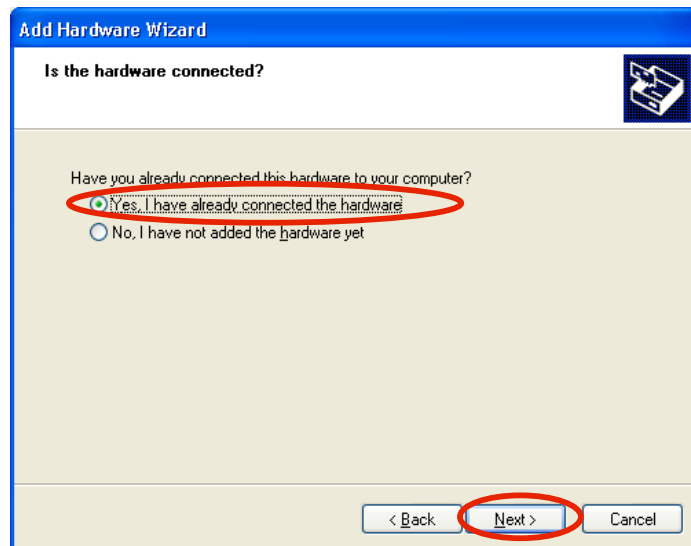 Add Hardware Wizard
Is the hardware connected?
Have you already connected this hardware to your computer?
Yes, I have already connected the hardware
No, I have not added the hardware yet
< Back
Next >
Cancel